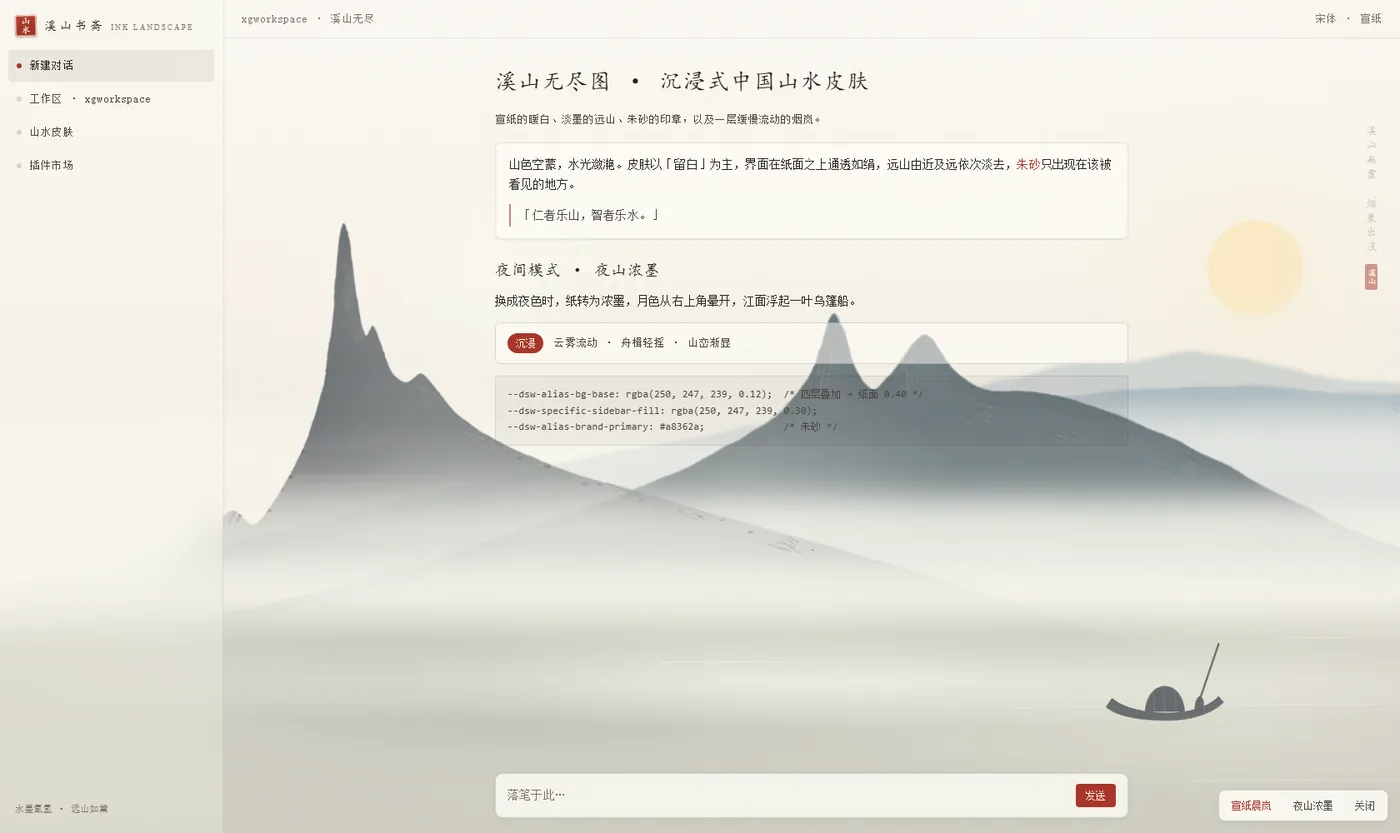 山水
溪山书斋 INK LANDSCAPE
新建对话
工作区 · xgworkspace
山水皮肤
插件市场
水墨氤氲 · 远山如黛
xgworkspace · 溪山无尽
宋体 · 宣纸
溪山无尽图 • 沉浸式中国山水皮肤
宣纸的暖白、淡墨的远山、朱砂的印章，以及一层缓慢流动的烟岚。
山色空蒙，水光潋滟。皮肤以「留白」为主，界面在纸面之上通透如绢，远山由近及远依次淡去，朱砂只出现在该被
看见的地方。
「仁者乐山，智者乐水。」
夜间模式 • 夜山浓墨
换成夜色时，纸转为浓墨，月色从右上角晕开，江面浮起一叶乌篷船。
沉浸 云雾流动 · 舟楫轻摇 · 山峦渐显
--dsw-alias-bg-base: rgba(250, 247, 239, 0.12); /* 四层叠加 → 纸面 0.40 */
--dsw-specific-sidebar-fill: rgba(250, 247, 239, 0.30);
--dsw-alias-brand-primary: #a8362a; /* 朱砂 */
溪山无尽
溪山
落笔于此…
发送
宣纸晨岚 夜山浓墨 关闭